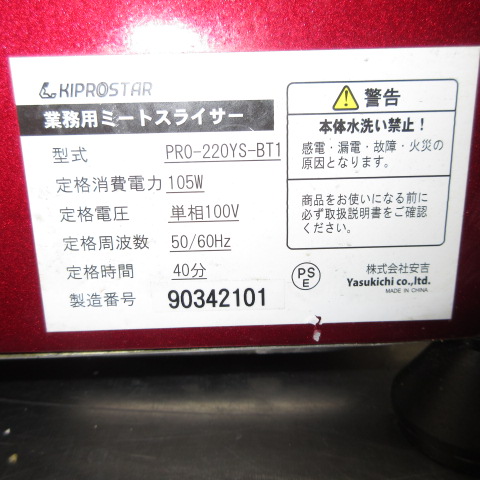 KIPROSTAR
業務用ミートスライサー
型式 PRO-220YS-BT1
定格消費電力 105W
定格電圧 単相100V
定格周波数 50/60Hz
定格時間 40分
製造番号 90342101
警告
本体水洗い禁止！
感電・漏電・故障・火災の
原因となります。
商品をお使いになる前に
必ず取扱説明書をご確認
ください。
PS
E
株式会社安吉
Yasukichi co.,ltd.
MADE IN CHINA